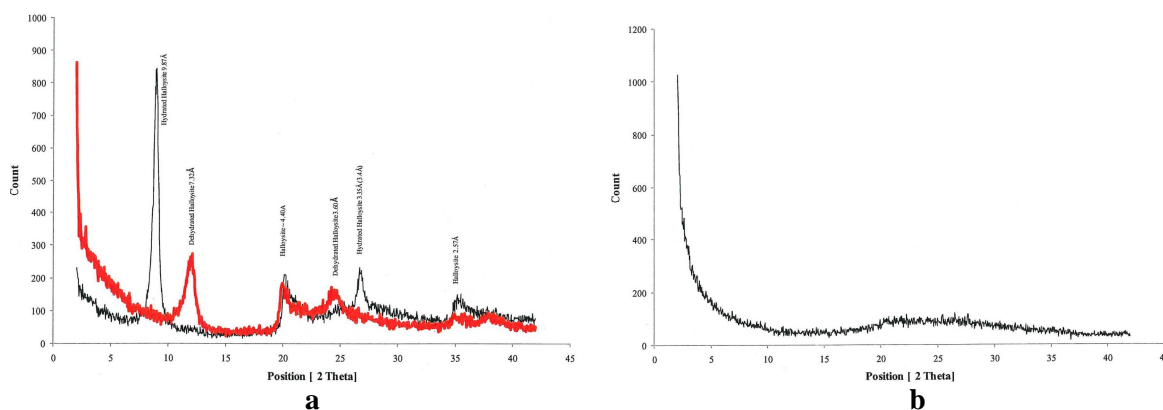 1000
900
800
700
600
500
400
300
200
100
0
Count
Hydrated Halloysite 9.87Å
Dehydrated Halloysite 7.32Å
Halloysite ~ 4.40A
Dehydrated Halloysite 3.60Å
Hydrated Halloysite 3.35Å (3.4Å)
Halloysite 2.57Å
0 5 10 15 20 25 30 35 40 45
Position [ 2 Theta]
a
1200
1000
800
600
400
200
0
Count
0 5 10 15 20 25 30 35 40 45
Position [ 2 Theta]
b